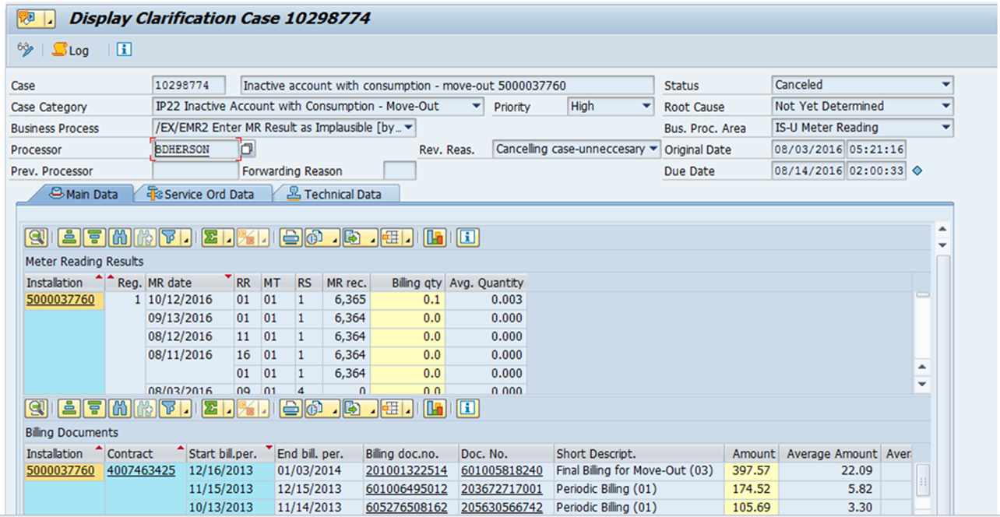 Display Clarification Case 10298774
Log
Case 10298774 Inactive account with consumption - move-out 5000037760 Status Canceled
Case Category IP22 Inactive Account with Consumption - Move-Out Priority High Root Cause Not Yet Determined
Business Process /EX/EMR2 Enter MR Result as Implausible [by... Bus. Proc. Area IS-U Meter Reading
Processor BDHERSON Rev. Reas. Cancelling case-unneccesary Original Date 08/03/2016 05:21:16
Prev. Processor Forwarding Reason Due Date 08/14/2016 02:00:33
Main Data Service Ord Data Technical Data
Meter Reading Results
Installation Reg. MR date RR MT RS MR rec. Billing qty Avg. Quantity
5000037760 1 10/12/2016 01 01 1 6,365 0.1 0.003
09/13/2016 01 01 1 6,364 0.0 0.000
08/12/2016 11 01 1 6,364 0.0 0.000
08/11/2016 16 01 1 6,364 0.0 0.000
01 01 1 6,364 0.0 0.000
08/03/2016 09 01 4 0 0.0 0.000
Billing Documents
Installation Contract Start bill.per. End bill. per. Billing doc.no. Doc. No. Short Descript. Amount Average Amount Aver
5000037760 4007463425 12/16/2013 01/03/2014 201001322514 601005818240 Final Billing for Move-Out (03) 397.57 22.09
11/15/2013 12/15/2013 601006495012 203672717001 Periodic Billing (01) 174.52 5.82
10/13/2013 11/14/2013 605276508162 205630566742 Periodic Billing (01) 105.69 3.30